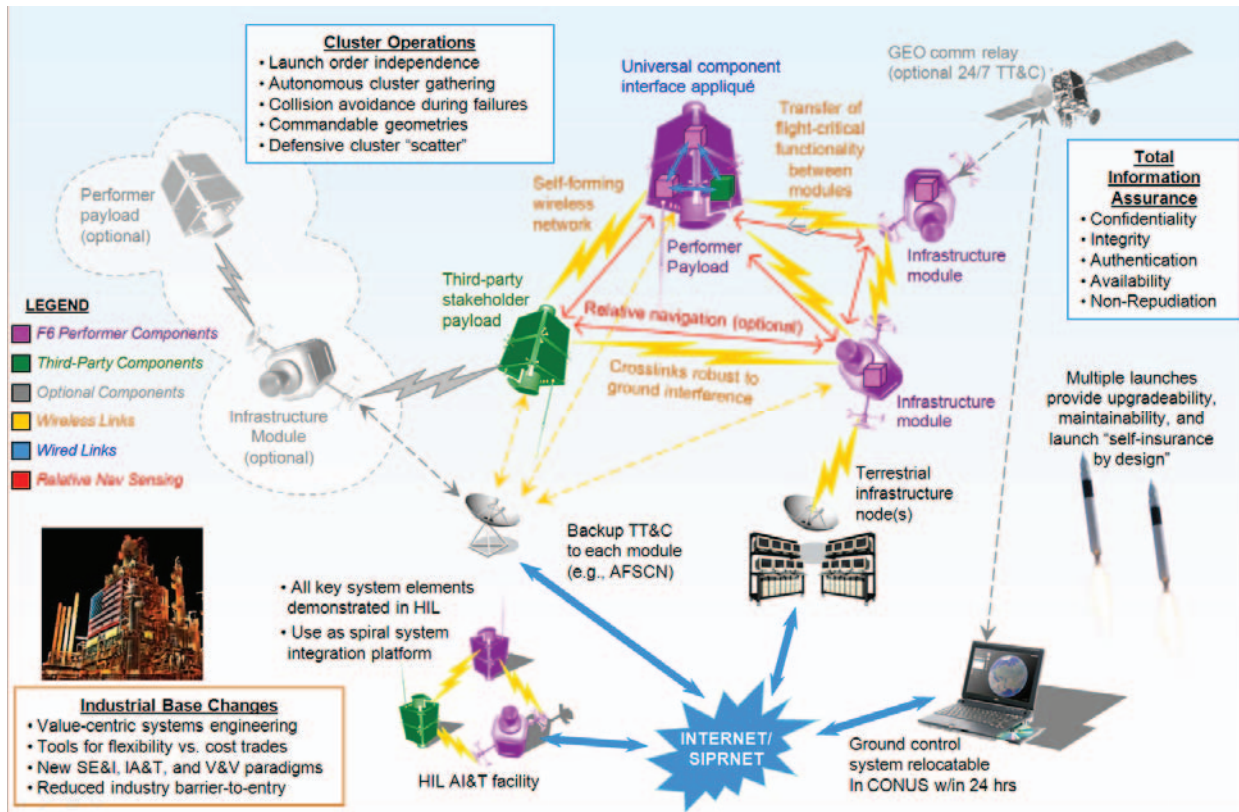 Cluster Operations
• Launch order independence
• Autonomous cluster gathering
• Collision avoidance during failures
• Commandable geometries
• Defensive cluster "scatter"
Universal component
interface appliqué
GEO comm relay
(optional 24/7 TT&C)
Transfer of
flight-critical
functionality
between
modules
Total
Information
Assurance
• Confidentiality
• Integrity
• Authentication
• Availability
• Non-Repudiation
Performer
payload
(optional)
Self-forming
wireless
network
Performer
Payload
Infrastructure
module
LEGEND
F6 Performer Components
Third-Party Components
Optional Components
Wireless Links
Wired Links
Relative Nav Sensing
Third-party
stakeholder
payload
Relative navigation (optional)
Crosslinks robust to
ground interference
Infrastructure
module
Infrastructure
Module
(optional)
Multiple launches
provide upgradeability,
maintainability, and
launch "self-insurance
by design"
Terrestrial
infrastructure
node(s)
Backup TT&C
to each module
(e.g., AFSCN)
• All key system elements
demonstrated in HIL
• Use as spiral system
integration platform
Industrial Base Changes
• Value-centric systems engineering
• Tools for flexibility vs. cost trades
• New SE&I, IA&T, and V&V paradigms
• Reduced industry barrier-to-entry
HIL AI&T facility
INTERNET/
SIPRNET
Ground control
system relocatable
In CONUS w/in 24 hrs